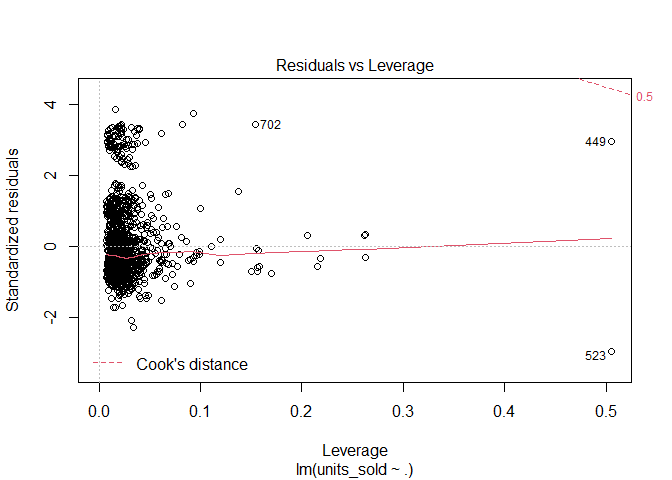 Residuals vs Leverage
Standardized residuals
4
2
0
-2
0.5
702
449
523
Cook's distance
0.0
0.1
0.2
0.3
0.4
0.5
Leverage
lm(units_sold ~ .)